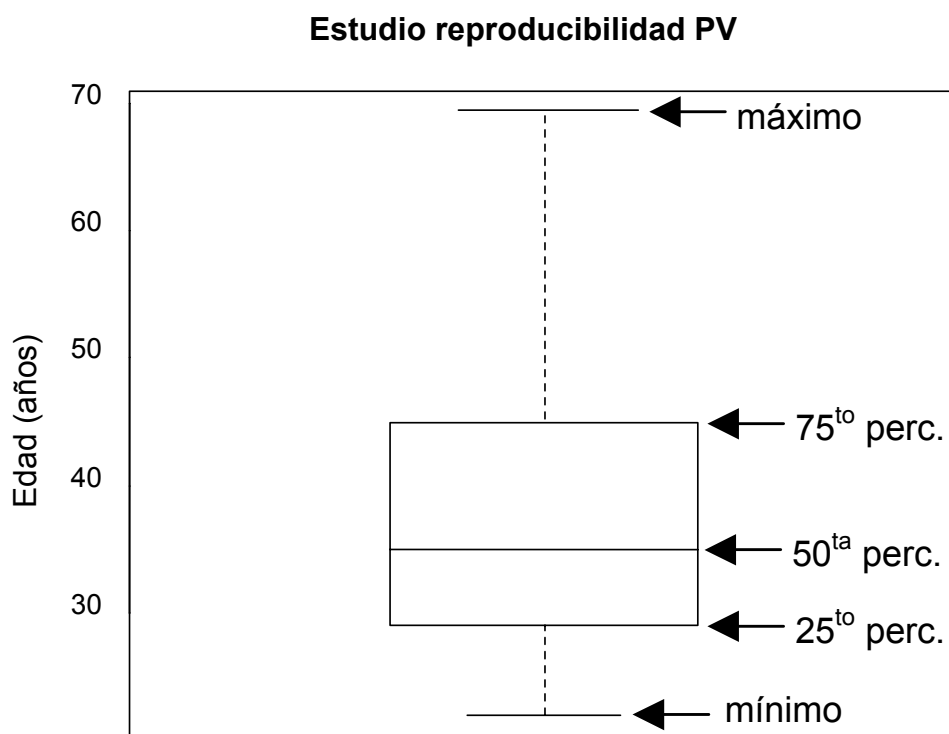 Estudio reproducibilidad PV
70
máximo
60
50
Edad (años)
75to perc.
40
50ta perc.
30
25to perc.
mínimo